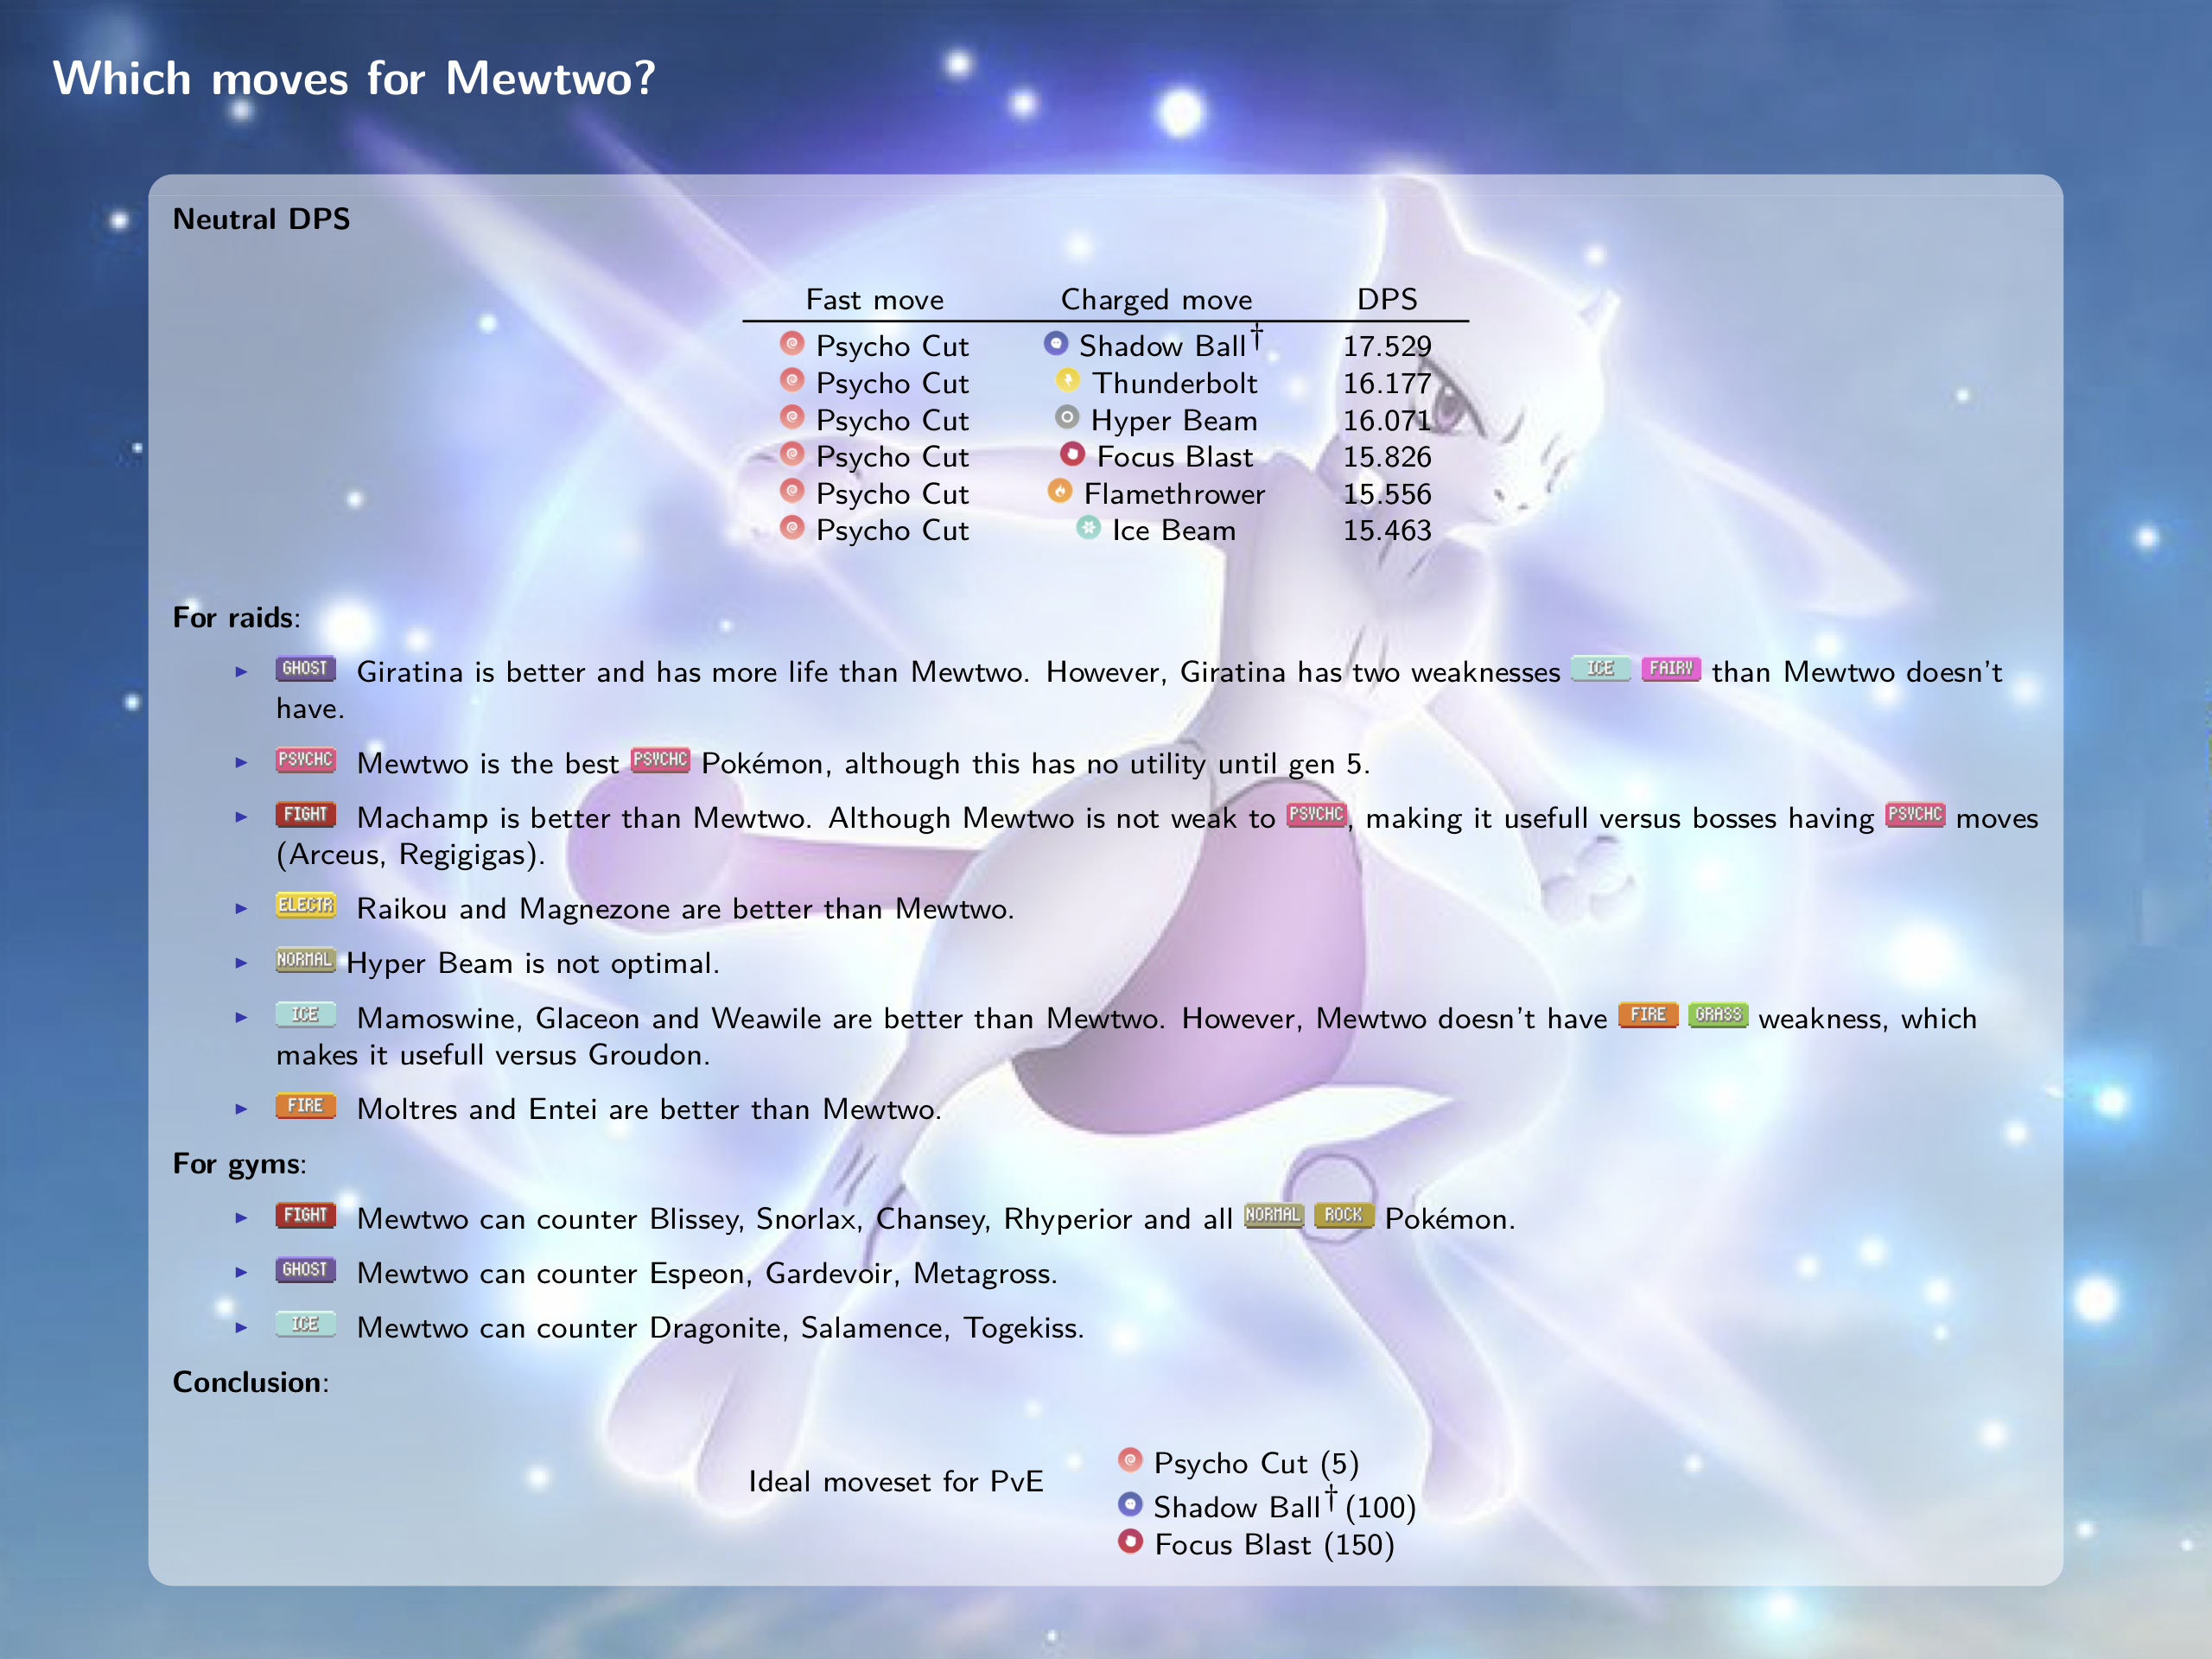 Which moves for Mewtwo?
Neutral DPS
Fast move Charged move DPS
Psycho Cut Shadow Ball† 17.529
Psycho Cut Thunderbolt 16.177
Psycho Cut Hyper Beam 16.071
Psycho Cut Focus Blast 15.826
Psycho Cut Flamethrower 15.556
Psycho Cut Ice Beam 15.463
For raids:
GHOST Giratina is better and has more life than Mewtwo. However, Giratina has two weaknesses ICE FAIRY than Mewtwo doesn't
have.
PSYCHC Mewtwo is the best PSYCHC Pokémon, although this has no utility until gen 5.
FIGHT Machamp is better than Mewtwo. Although Mewtwo is not weak to PSYCHC, making it usefull versus bosses having PSYCHC moves
(Arceus, Regigigas).
ELECTR Raikou and Magnezone are better than Mewtwo.
NORMAL Hyper Beam is not optimal.
ICE Mamoswine, Glaceon and Weawile are better than Mewtwo. However, Mewtwo doesn't have FIRE GRASS weakness, which
makes it usefull versus Groudon.
FIRE Moltres and Entei are better than Mewtwo.
For gyms:
FIGHT Mewtwo can counter Blissey, Snorlax, Chansey, Rhyperior and all NORMAL ROCK Pokémon.
GHOST Mewtwo can counter Espeon, Gardevoir, Metagross.
ICE Mewtwo can counter Dragonite, Salamence, Togekiss.
Conclusion:
Ideal moveset for PvE
Psycho Cut (5)
Shadow Ball† (100)
Focus Blast (150)